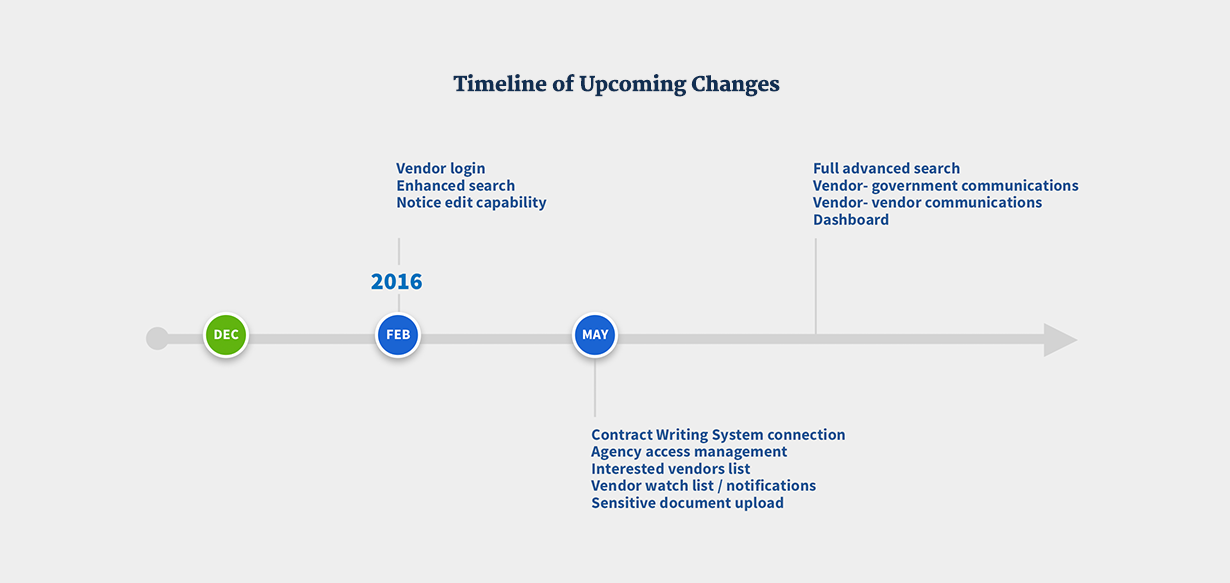 Timeline of Upcoming Changes
Vendor login
Enhanced search
Notice edit capability
Full advanced search
Vendor- government communications
Vendor- vendor communications
Dashboard
2016
DEC
FEB
MAY
Contract Writing System connection
Agency access management
Interested vendors list
Vendor watch list / notifications
Sensitive document upload